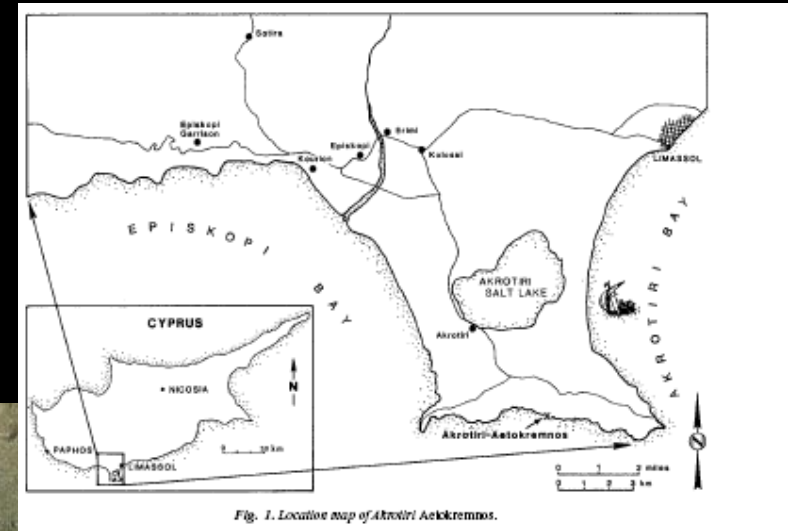 Sotira
Episkopi
Garrison
Episkopi
Erimi
Kourion
Kolossi
LIMASSOL
EPISKOPI BAY
AKROTIRI BAY
AKROTIRI
SALT LAKE
Akrotiri
CYPRUS
NICOSIA
N
PAPHOS
LIMASSOL
Akrotiri-Aetokremnos
N
0 1 2 miles
0 1 2 3 km
Fig. 1. Location map of Akrotiri Aetokremnos.